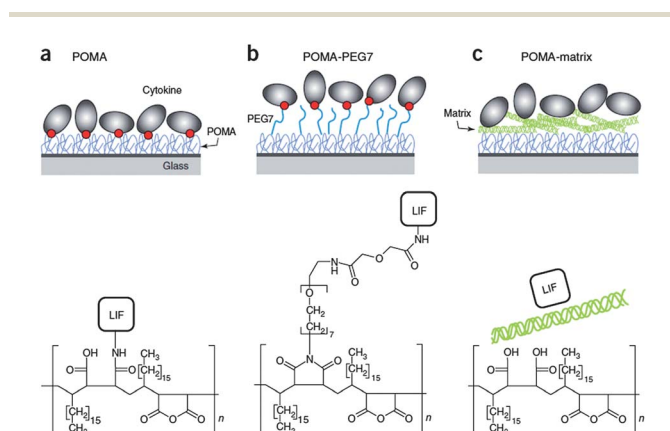 a POMA
Cytokine
POMA
Glass
b POMA-PEG7
PEG7
c POMA-matrix
Matrix
LIF
OH
NH
CH3
O
O
[CH2]15
[CH2]15
CH3
O
O
O
n
LIF
NH
O
O
O
NH
O
CH2
[CH2]7
N
O
O
CH3
[CH2]15
[CH2]15
CH3
O
O
O
n
LIF
OH
OH
CH3
O
O
[CH2]15
[CH2]15
CH3
O
O
O
n